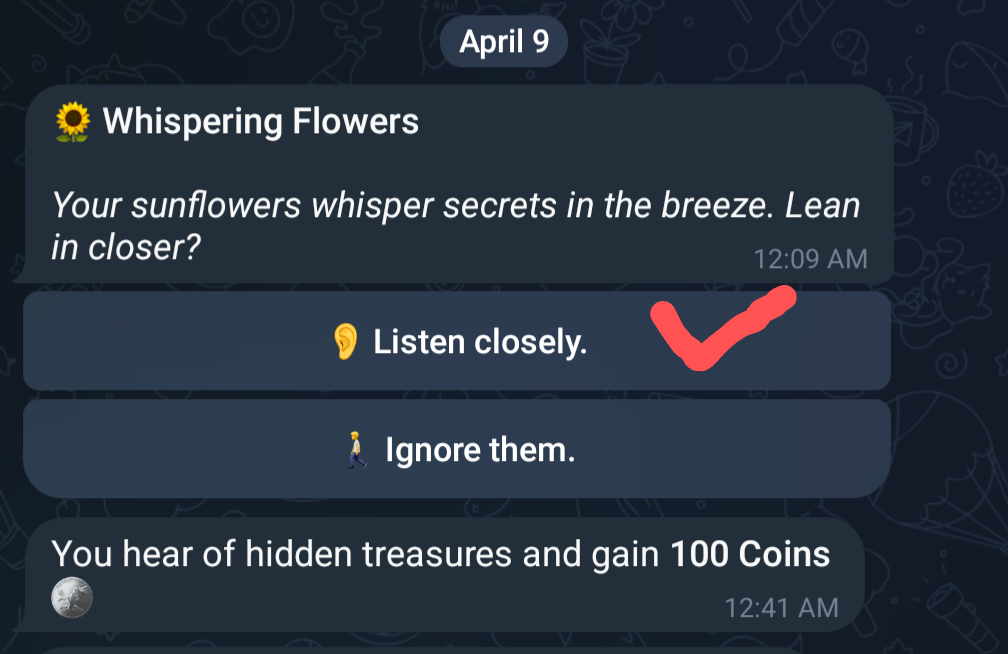 April 9
🌻 Whispering Flowers
Your sunflowers whisper secrets in the breeze. Lean
in closer?
12:09 AM
👂 Listen closely.
🚶 Ignore them.
You hear of hidden treasures and gain 100 Coins
12:41 AM